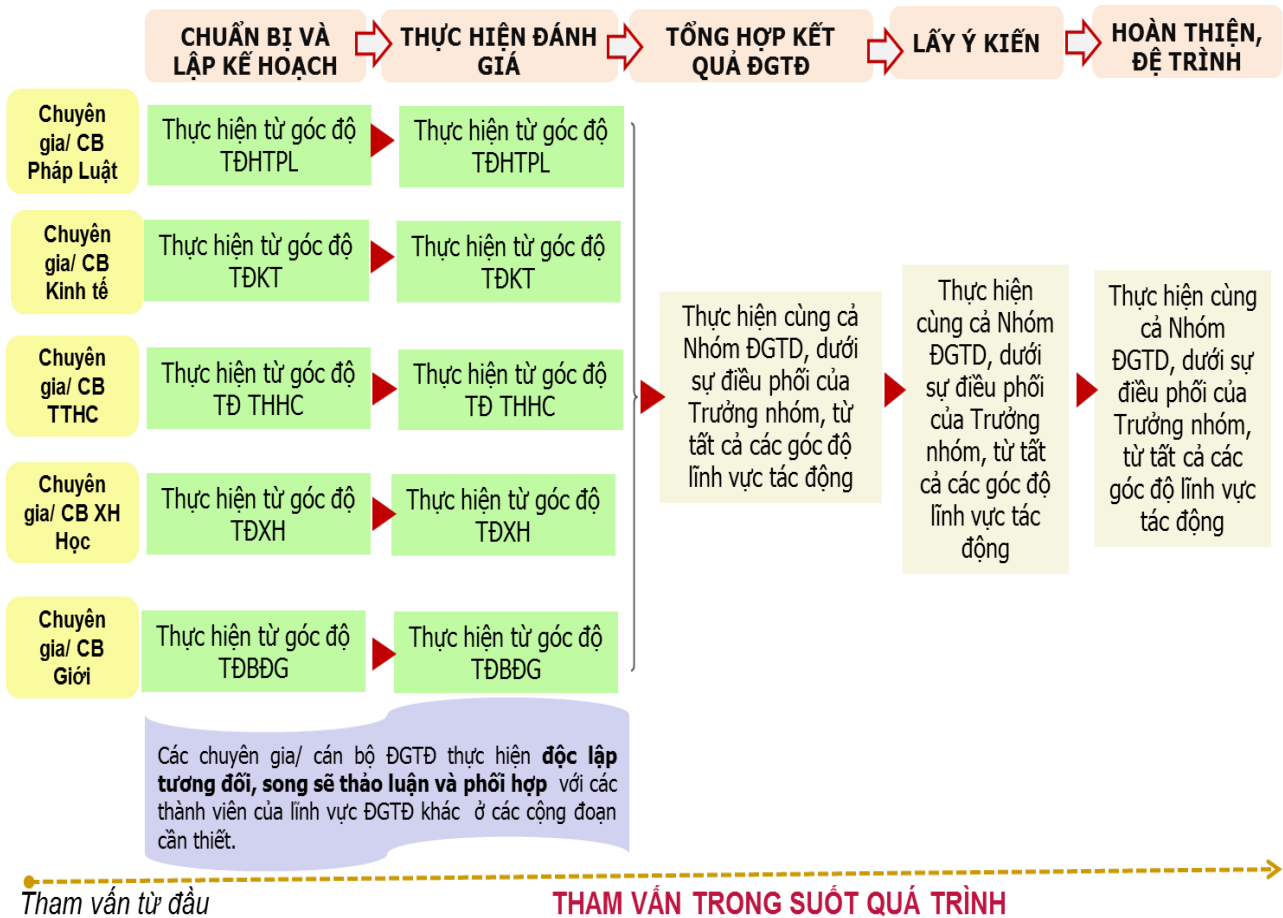 CHUẨN BỊ VÀ
LẬP KẾ HOẠCH
THỰC HIỆN ĐÁNH
GIÁ
TỔNG HỢP KẾT
QUẢ ĐGTĐ
LẤY Ý KIẾN
HOÀN THIỆN,
ĐỆ TRÌNH
Chuyên
gia/ CB
Pháp Luật
Thực hiện từ góc độ
TĐHTPL
Thực hiện từ góc độ
TĐHTPL
Chuyên
gia/ CB
Kinh tế
Thực hiện từ góc độ
TĐKT
Thực hiện từ góc độ
TĐKT
Chuyên
gia/ CB
TTHC
Thực hiện từ góc độ
TĐ THHC
Thực hiện từ góc độ
TĐ THHC
Chuyên
gia/ CB XH
Học
Thực hiện từ góc độ
TĐXH
Thực hiện từ góc độ
TĐXH
Chuyên
gia/ CB
Giới
Thực hiện từ góc độ
TĐBĐG
Thực hiện từ góc độ
TĐBĐG
Thực hiện cùng cả
Nhóm ĐGTD, dưới
sự điều phối của
Trưởng nhóm, từ
tất cả các góc độ
lĩnh vực tác động
Thực hiện
cùng cả Nhóm
ĐGTD, dưới
sự điều phối
của Trưởng
nhóm, từ tất
cả các góc độ
lĩnh vực tác
động
Thực hiện cùng
cả Nhóm
ĐGTD, dưới sự
điều phối của
Trưởng nhóm,
từ tất cả các
góc độ lĩnh vực
tác động
Các chuyên gia/ cán bộ ĐGTĐ thực hiện độc lập
tương đối, song sẽ thảo luận và phối hợp với các
thành viên của lĩnh vực ĐGTĐ khác ở các cộng đoạn
cần thiết.
Tham vấn từ đầu
THAM VẤN TRONG SUỐT QUÁ TRÌNH